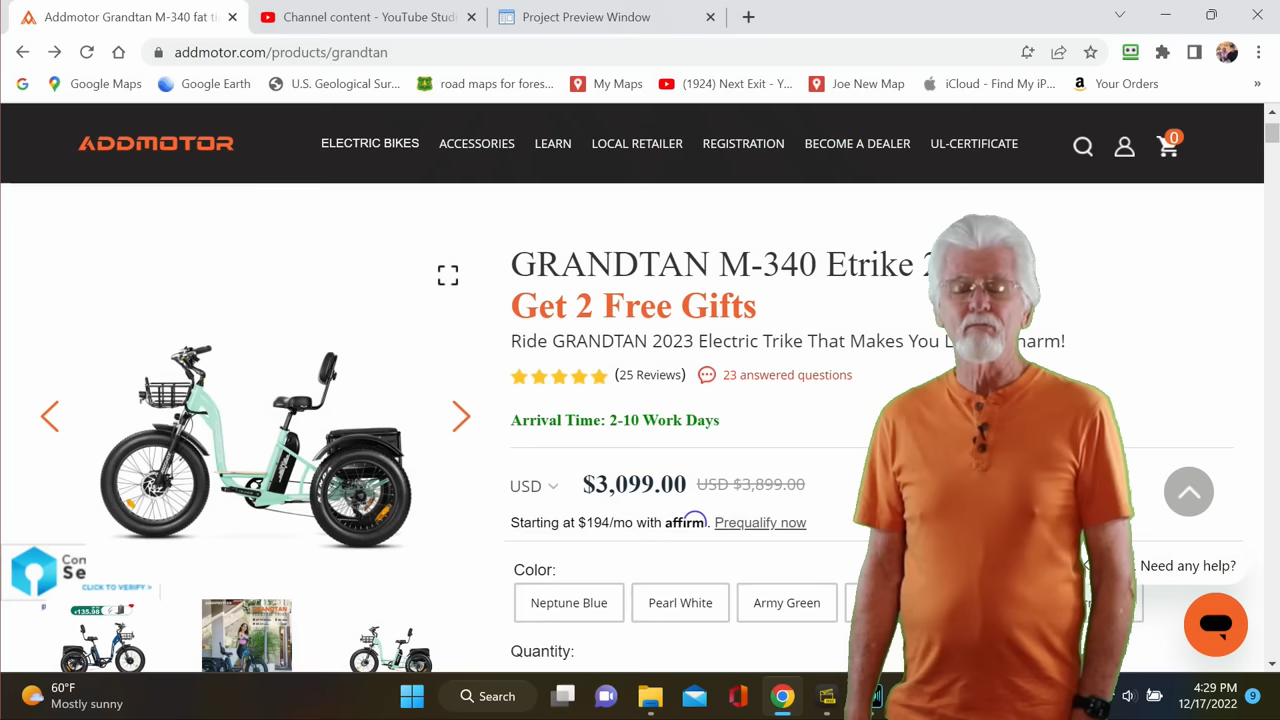 Addmotor Grandtan M-340 fat ti
Channel content - YouTube Studi
Project Preview Window
addmotor.com/products/grandtan
Google Maps
Google Earth
U.S. Geological Sur...
road maps for fores...
My Maps
(1924) Next Exit - Y...
Joe New Map
iCloud - Find My iP...
Your Orders
»
ADDMOTOR
ELECTRIC BIKES
ACCESSORIES
LEARN
LOCAL RETAILER
REGISTRATION
BECOME A DEALER
UL-CERTIFICATE
0
GRANDTAN M-340 Etrike
Get 2 Free Gifts
Ride GRANDTAN 2023 Electric Trike That Makes You
(25 Reviews)
23 answered questions
Arrival Time: 2-10 Work Days
USD
$3,099.00
USD $3,899.00
Starting at $194/mo with affirm. Prequalify now
Con
Se
CLICK TO VERIFY >
Need any help?
Color:
Neptune Blue
Pearl White
Army Green
Quantity:
60°F
Mostly sunny
Search
4:29 PM
12/17/2022
9